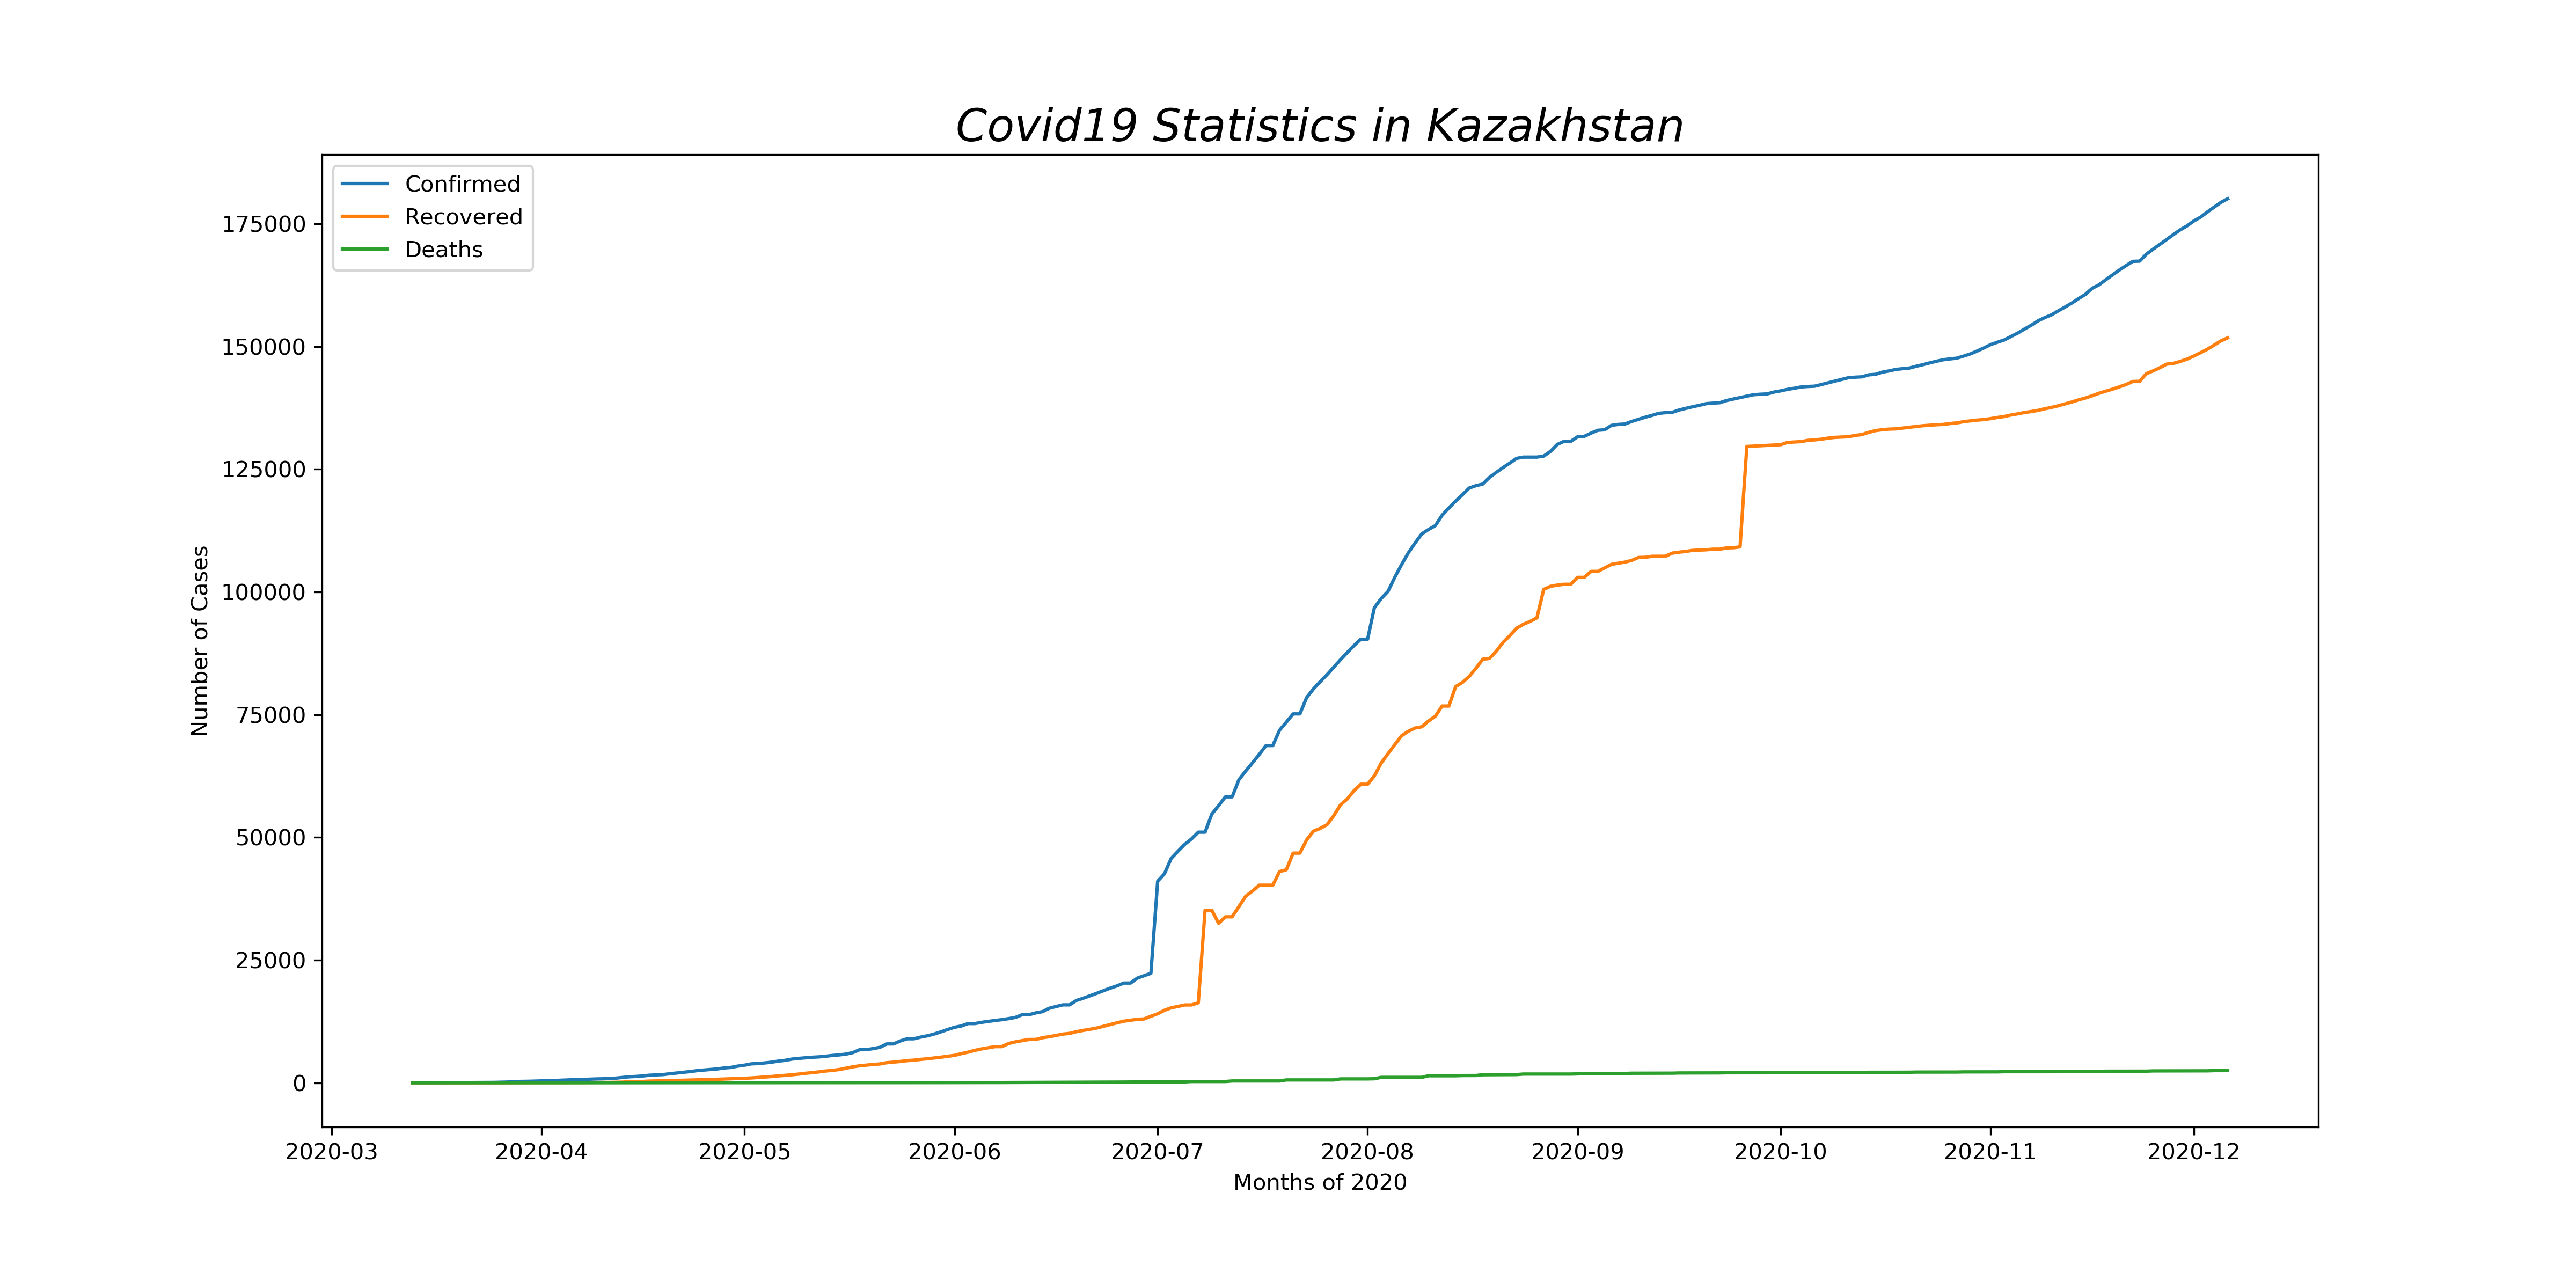 Covid19 Statistics in Kazakhstan
Confirmed
Recovered
Deaths
175000
150000
125000
100000
75000
50000
25000
0
Number of Cases
2020-03 2020-04 2020-05 2020-06 2020-07 2020-08 2020-09 2020-10 2020-11 2020-12
Months of 2020